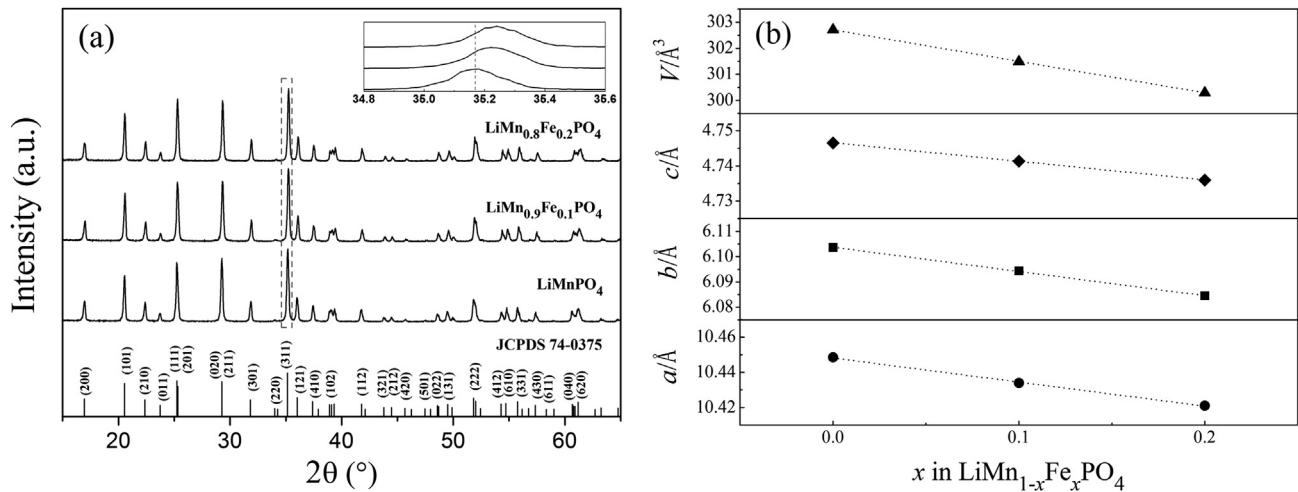 (a)
34.8 35.0 35.2 35.4 35.6
LiMn0.8Fe0.2PO4
LiMn0.9Fe0.1PO4
LiMnPO4
JCPDS 74-0375
Intensity (a.u.)
(200) (101) (210) (011) (111) (201) (020) (211) (301) (220) (311) (121) (410) (102) (112) (321) (212) (420) (501) (022) (131) (222) (412) (610) (331) (430) (611) (040) (620)
20 30 40 50 60
2θ (°)
(b)
V/Å³
303
302
301
300
c/Å
4.75
4.74
4.73
b/Å
6.11
6.10
6.09
6.08
a/Å
10.46
10.44
10.42
0.0 0.1 0.2
x in LiMn1-xFexPO4